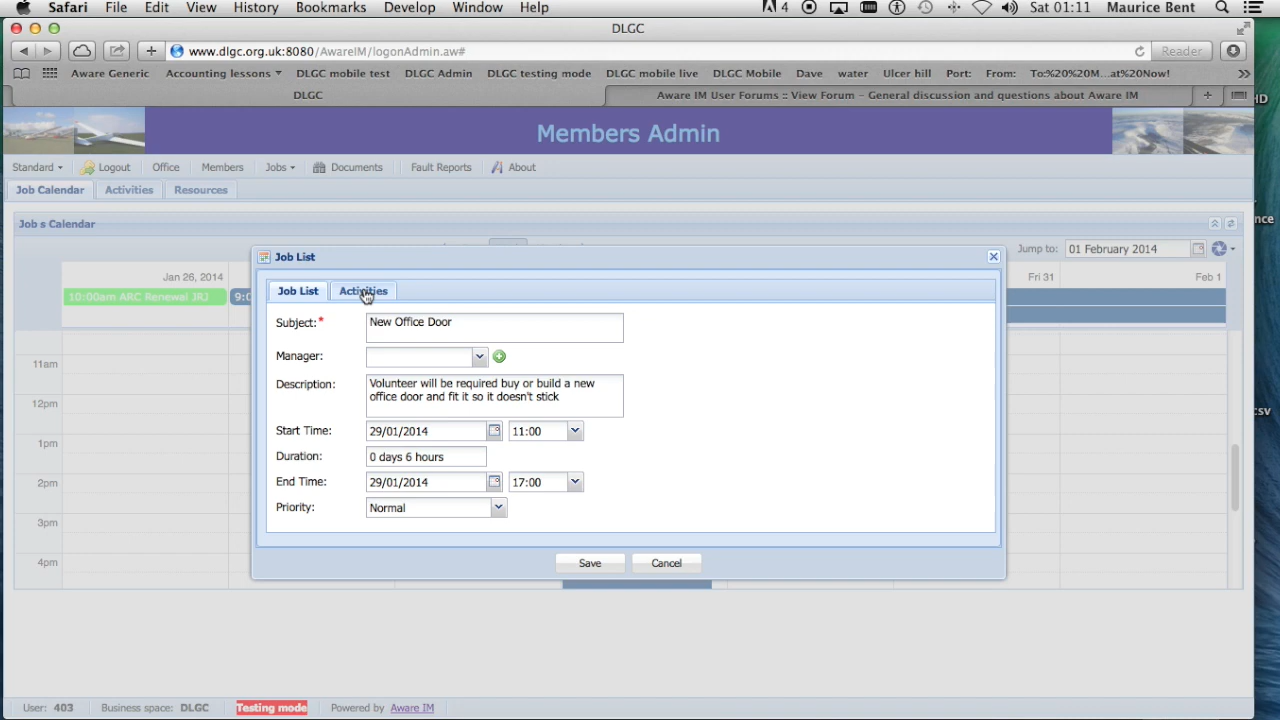 Safari File Edit View History Bookmarks Develop Window Help 4 Sat 01:11 Maurice Bent
DLGC
www.dlgc.org.uk:8080/AwareIM/logonAdmin.aw# Reader
Aware Generic Accounting lessons DLGC mobile test DLGC Admin DLGC testing mode DLGC mobile live DLGC Mobile Dave water Ulcer hill Port: From: To:%20%20M...at%20Now!
DLGC Aware IM User Forums :: View Forum – General discussion and questions about Aware IM
HD
Members Admin
Standard Logout Office Members Jobs Documents Fault Reports About
Job Calendar Activities Resources
nce
Job s Calendar
Jump to: 01 February 2014
Jan 26, 2014 Fri 31 Feb 1
10:00am ARC Renewal JRJ 9:0
11am
12pm
1pm
2pm
3pm
4pm
csv
Job List
Job List Activities
Subject:* New Office Door
Manager:
Description: Volunteer will be required buy or build a new
office door and fit it so it doesn't stick
Start Time: 29/01/2014 11:00
Duration: 0 days 6 hours
End Time: 29/01/2014 17:00
Priority: Normal
Save Cancel
User: 403 Business space: DLGC Testing mode Powered by Aware IM